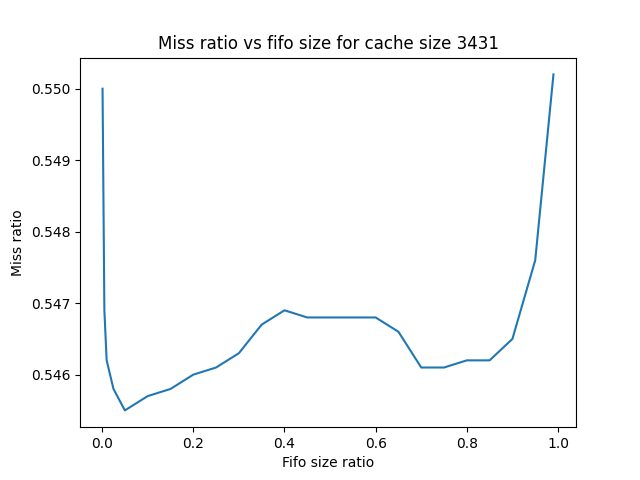 Miss ratio vs fifo size for cache size 3431
0.550
0.549
0.548
0.547
0.546
Miss ratio
0.0 0.2 0.4 0.6 0.8 1.0
Fifo size ratio